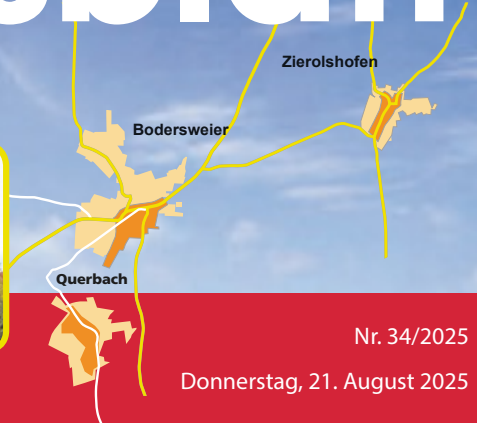 Zierolshofen
Bodersweier
Querbach
Nr. 34/2025
Donnerstag, 21. August 2025